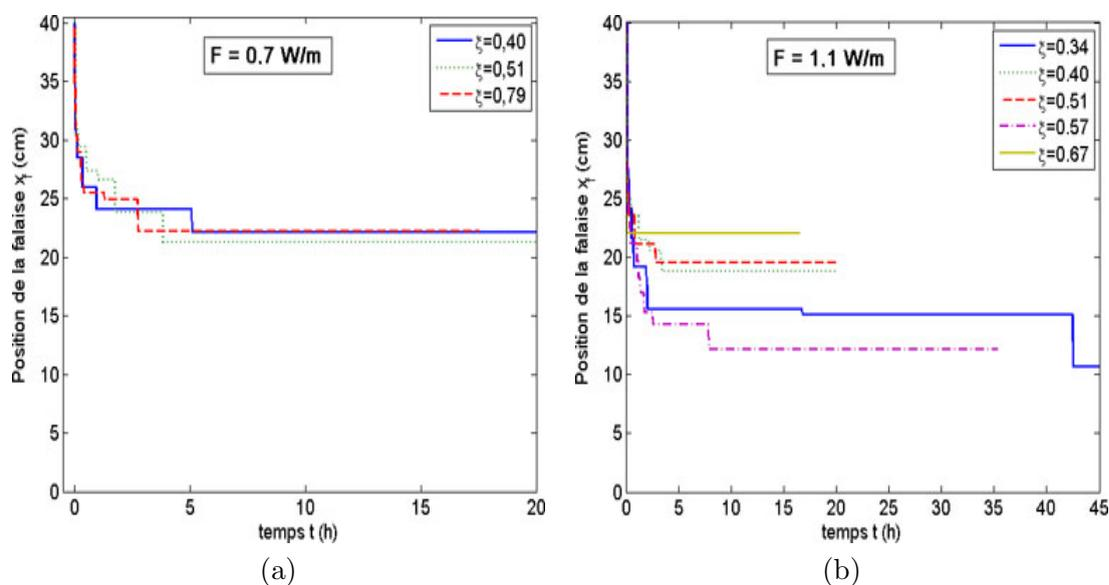 Position de la falaise xf (cm)
40
35
30
25
20
15
10
5
0
F = 0,7 W/m
ξ=0,40
ξ=0,51
ξ=0,79
0
5
10
15
20
temps t (h)
(a)
Position de la falaise xf (cm)
40
35
30
25
20
15
10
5
0
F = 1,1 W/m
ξ=0.34
ξ=0.40
ξ=0.51
ξ=0.57
ξ=0.67
0
5
10
15
20
25
30
35
40
45
temps t (h)
(b)